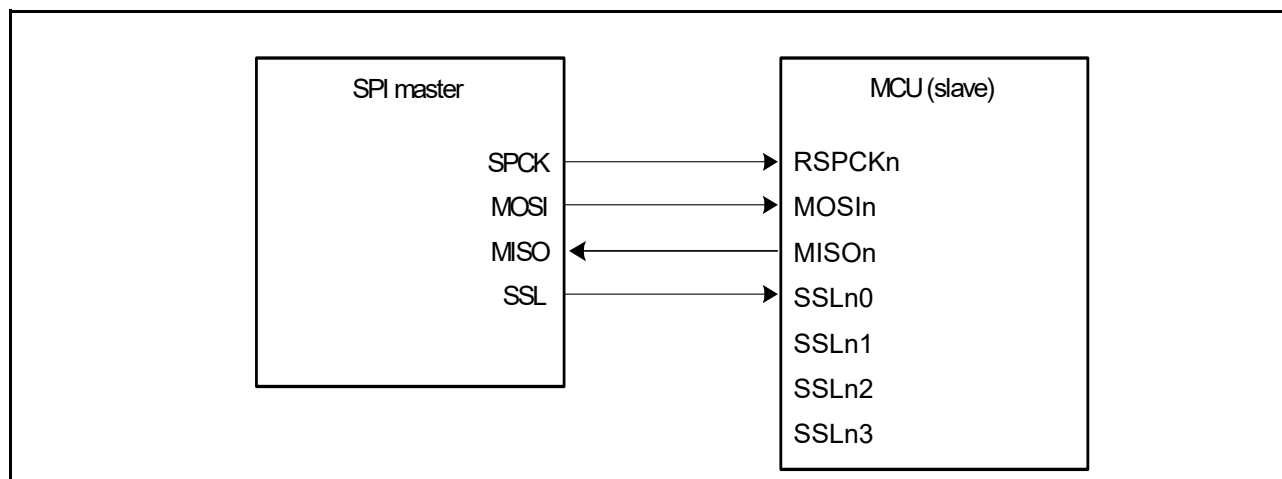 SPI master
SPCK
MOSI
MISO
SSL
MCU (slave)
RSPCKn
MOSIn
MISOn
SSLn0
SSLn1
SSLn2
SSLn3